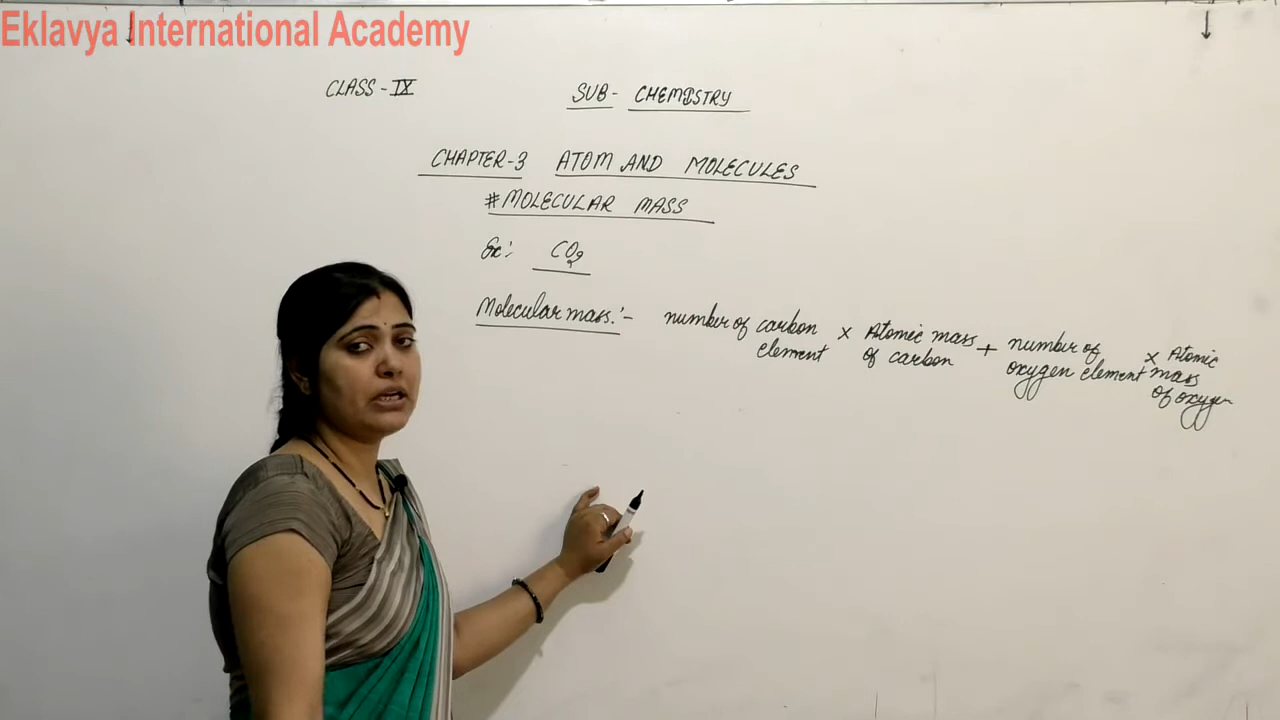 Eklavya International Academy
CLASS - IX
SUB- CHEMISTRY
CHAPTER-3 ATOM AND MOLECULES
#MOLECULAR MASS
Ex:- CO2
Molecular mass:- number of carbon element × Atomic mass of carbon + number of oxygen element × Atomic mass of oxygen